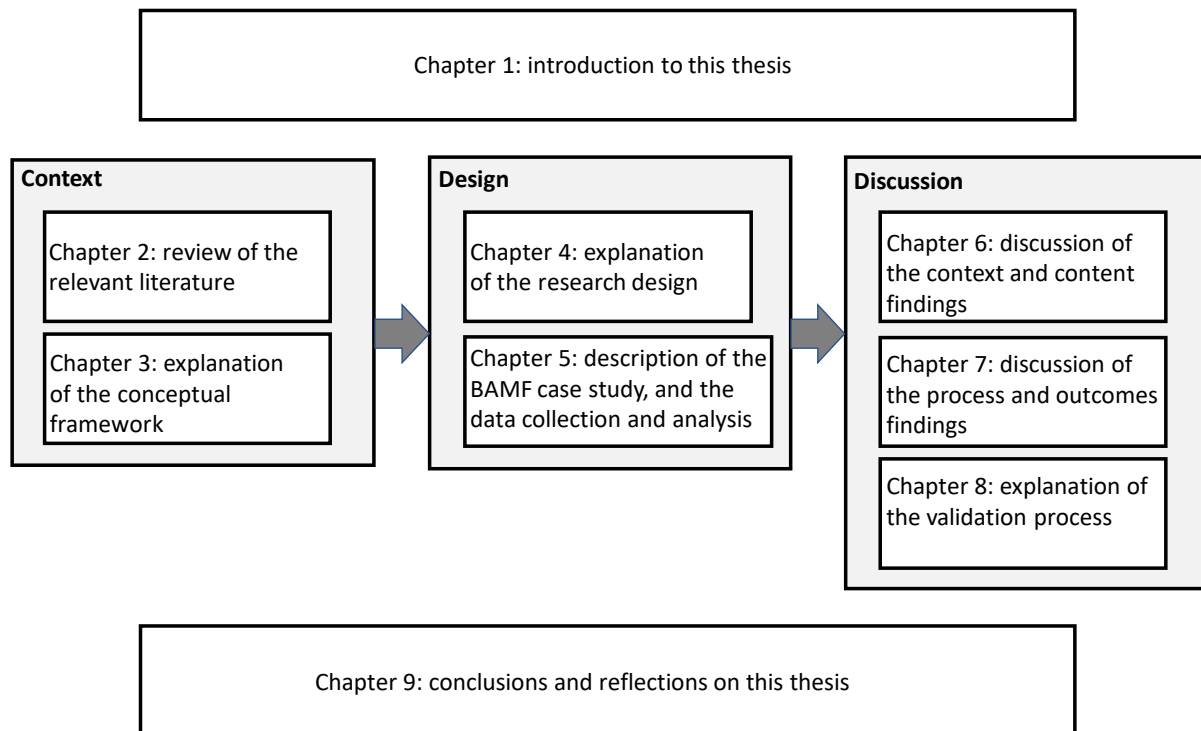 Chapter 1: introduction to this thesis
Context
Chapter 2: review of the
relevant literature
Chapter 3: explanation
of the conceptual
framework
Design
Chapter 4: explanation
of the research design
Chapter 5: description of the
BAMF case study, and the
data collection and analysis
Discussion
Chapter 6: discussion of
the context and content
findings
Chapter 7: discussion of
the process and outcomes
findings
Chapter 8: explanation of
the validation process
Chapter 9: conclusions and reflections on this thesis